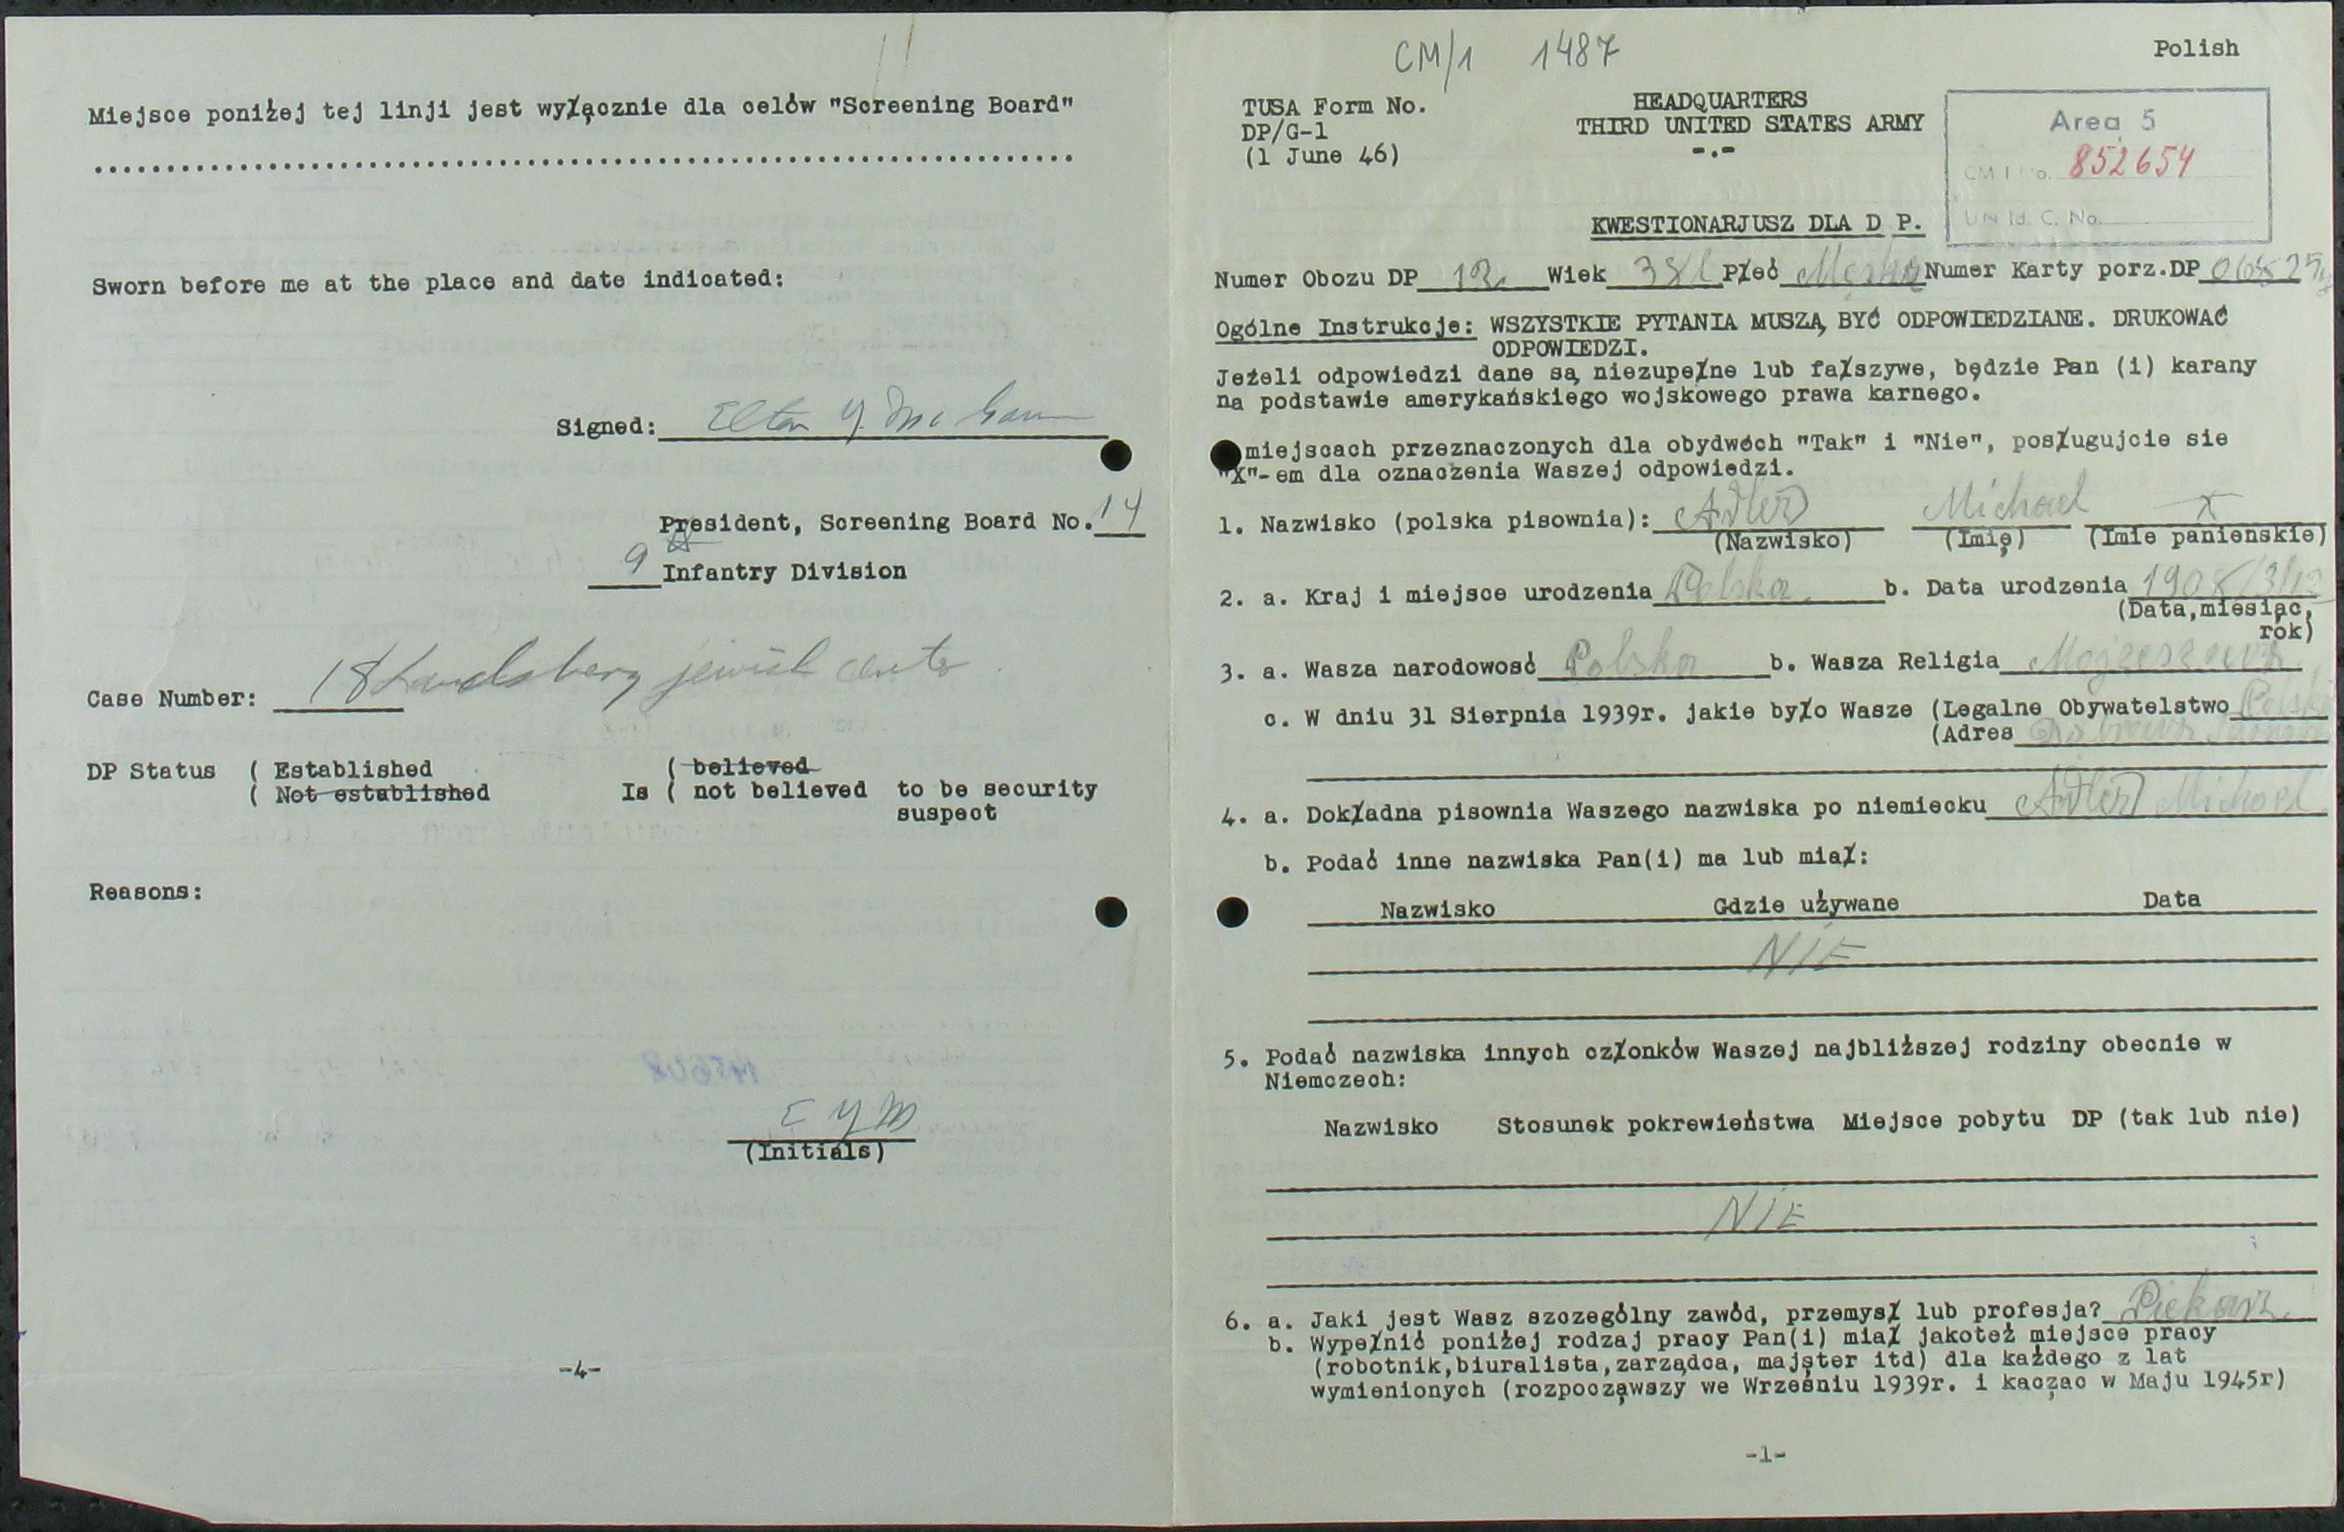 Miejsce poniżej tej linji jest wyłącznie dla celów "Screening Board"
Sworn before me at the place and date indicated:
Signed: Elton Y.
President, Screening Board No. 14
9 Infantry Division
Case Number: 18 Landsberg jewish center
DP Status ( Established ( believed
( Not established Is ( not believed to be security
suspect
Reasons:
E Y M
(Initials)
-4-
CM/1 1487
Polish
TUSA Form No.
DP/G-1
(1 June 46)
HEADQUARTERS
THIRD UNITED STATES ARMY
-.-
Area 5
CM 1 No. 852654
UN Id. C. No.
KWESTIONARJUSZ DLA D P.
Numer Obozu DP 12 Wiek 38 l Płeć Męska Numer Karty porz.DP
Ogólne Instrukcje: WSZYSTKIE PYTANIA MUSZĄ BYĆ ODPOWIEDZIANE. DRUKOWAĆ
ODPOWIEDZI.
Jeżeli odpowiedzi dane są niezupełne lub fałszywe, będzie Pan (i) karany
na podstawie amerykańskiego wojskowego prawa karnego.
miejscach przeznaczonych dla obydwóch "Tak" i "Nie", posługujcie sie
"X"-em dla oznaczenia Waszej odpowiedzi.
1. Nazwisko (polska pisownia): Adler Michael X
(Nazwisko) (Imię) (Imie panienskie)
2. a. Kraj i miejsce urodzenia Polska. b. Data urodzenia 1908/3/12
(Data,miesiąc,
rok)
3. a. Wasza narodowosć Polska b. Wasza Religia Mojżeszowa
c. W dniu 31 Sierpnia 1939r. jakie było Wasze (Legalne Obywatelstwo Polski
(Adres
4. a. Dokładna pisownia Waszego nazwiska po niemiecku Adler Michael
b. Podać inne nazwiska Pan(i) ma lub miał:
Nazwisko Gdzie używane Data
NIE
5. Podać nazwiska innych członków Waszej najbliższej rodziny obecnie w
Niemczech:
Nazwisko Stosunek pokrewieństwa Miejsce pobytu DP (tak lub nie)
NIE
6. a. Jaki jest Wasz szczególny zawód, przemysł lub profesja? Piekarz.
b. Wypełnić poniżej rodzaj pracy Pan(i) miał jakoteż miejsce pracy
(robotnik,biuralista,zarządca, majster itd) dla każdego z lat
wymienionych (rozpocząwszy we Wrześniu 1939r. i kacząc w Maju 1945r)
-1-